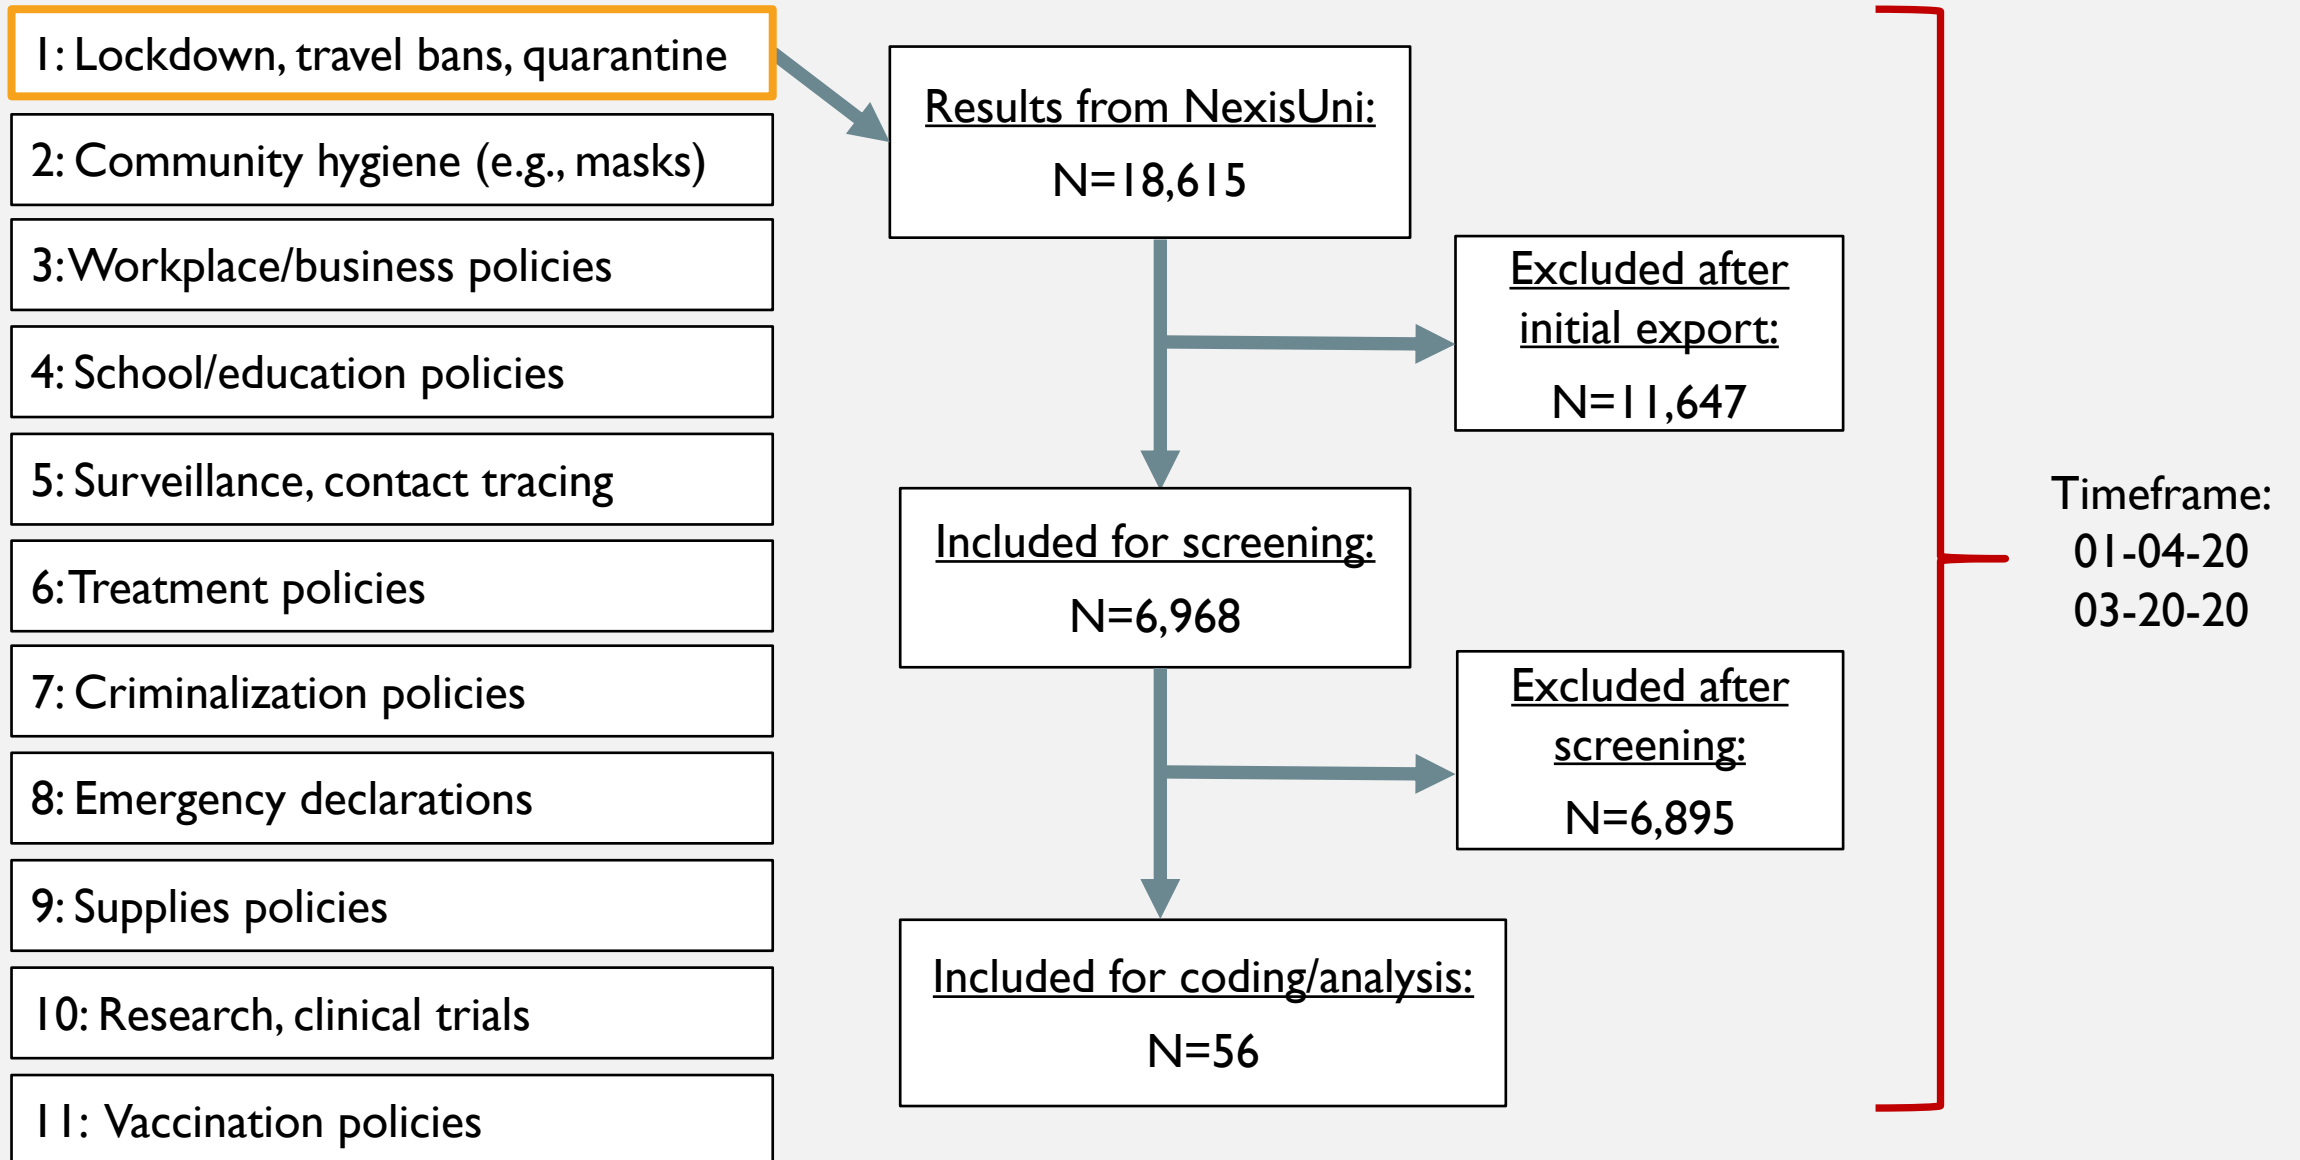 1: Lockdown, travel bans, quarantine
2: Community hygiene (e.g., masks)
3: Workplace/business policies
4: School/education policies
5: Surveillance, contact tracing
6: Treatment policies
7: Criminalization policies
8: Emergency declarations
9: Supplies policies
10: Research, clinical trials
11: Vaccination policies
Results from NexisUni:
N=18,615
Excluded after
initial export:
N=11,647
Included for screening:
N=6,968
Excluded after
screening:
N=6,895
Included for coding/analysis:
N=56
Timeframe:
01-04-20
03-20-20